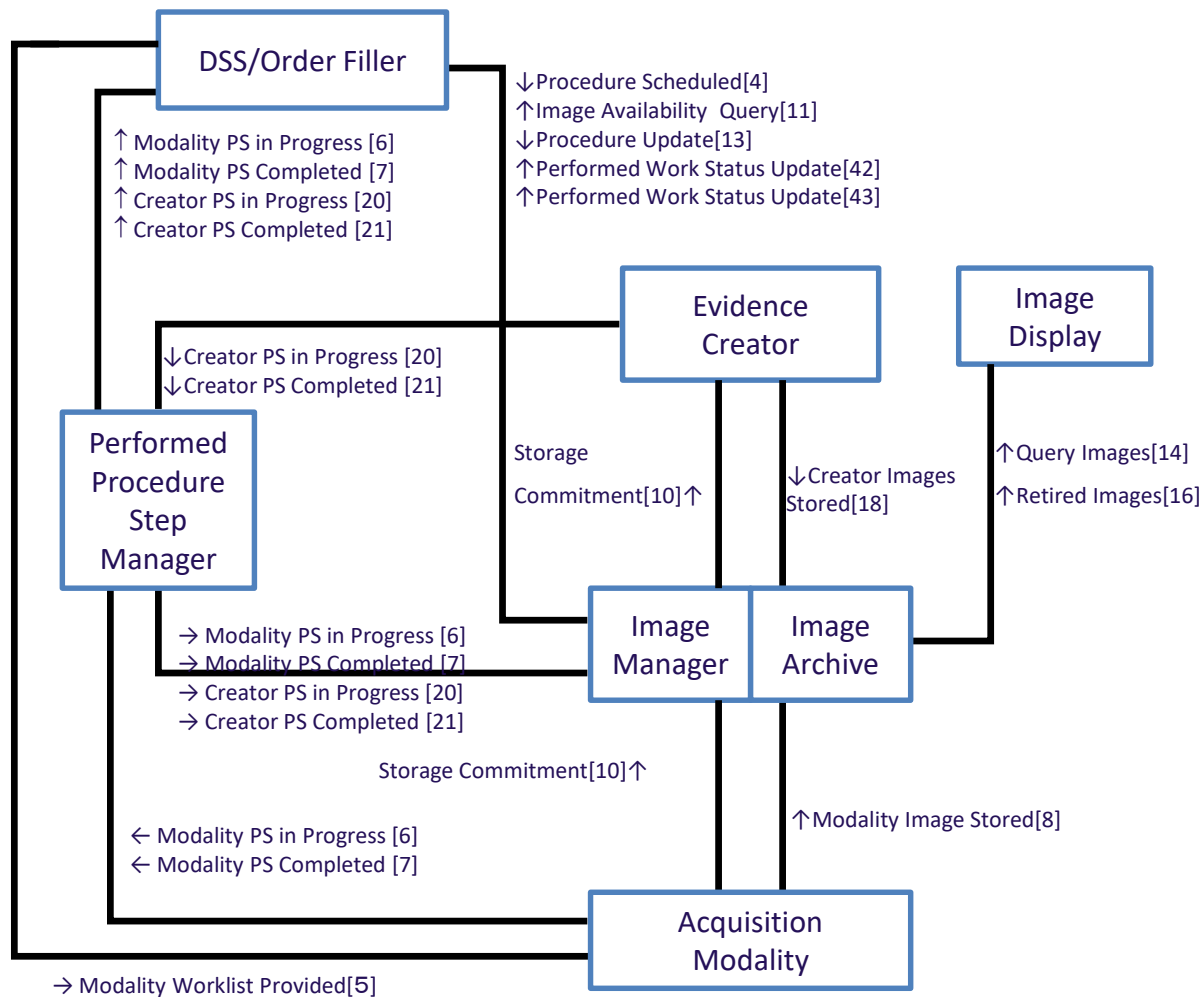 DSS/Order Filler
↓Procedure Scheduled[4]
↑Image Availability Query[11]
↓Procedure Update[13]
↑Performed Work Status Update[42]
↑Performed Work Status Update[43]
↑ Modality PS in Progress [6]
↑ Modality PS Completed [7]
↑ Creator PS in Progress [20]
↑ Creator PS Completed [21]
Evidence
Creator
Image
Display
↓Creator PS in Progress [20]
↓Creator PS Completed [21]
Performed
Procedure
Step
Manager
Storage
Commitment[10]↑
↓Creator Images
Stored[18]
↑Query Images[14]
↑Retired Images[16]
Image
Manager
Image
Archive
→ Modality PS in Progress [6]
→ Modality PS Completed [7]
→ Creator PS in Progress [20]
→ Creator PS Completed [21]
Storage Commitment[10]↑
↑Modality Image Stored[8]
← Modality PS in Progress [6]
← Modality PS Completed [7]
Acquisition
Modality
→ Modality Worklist Provided[5]